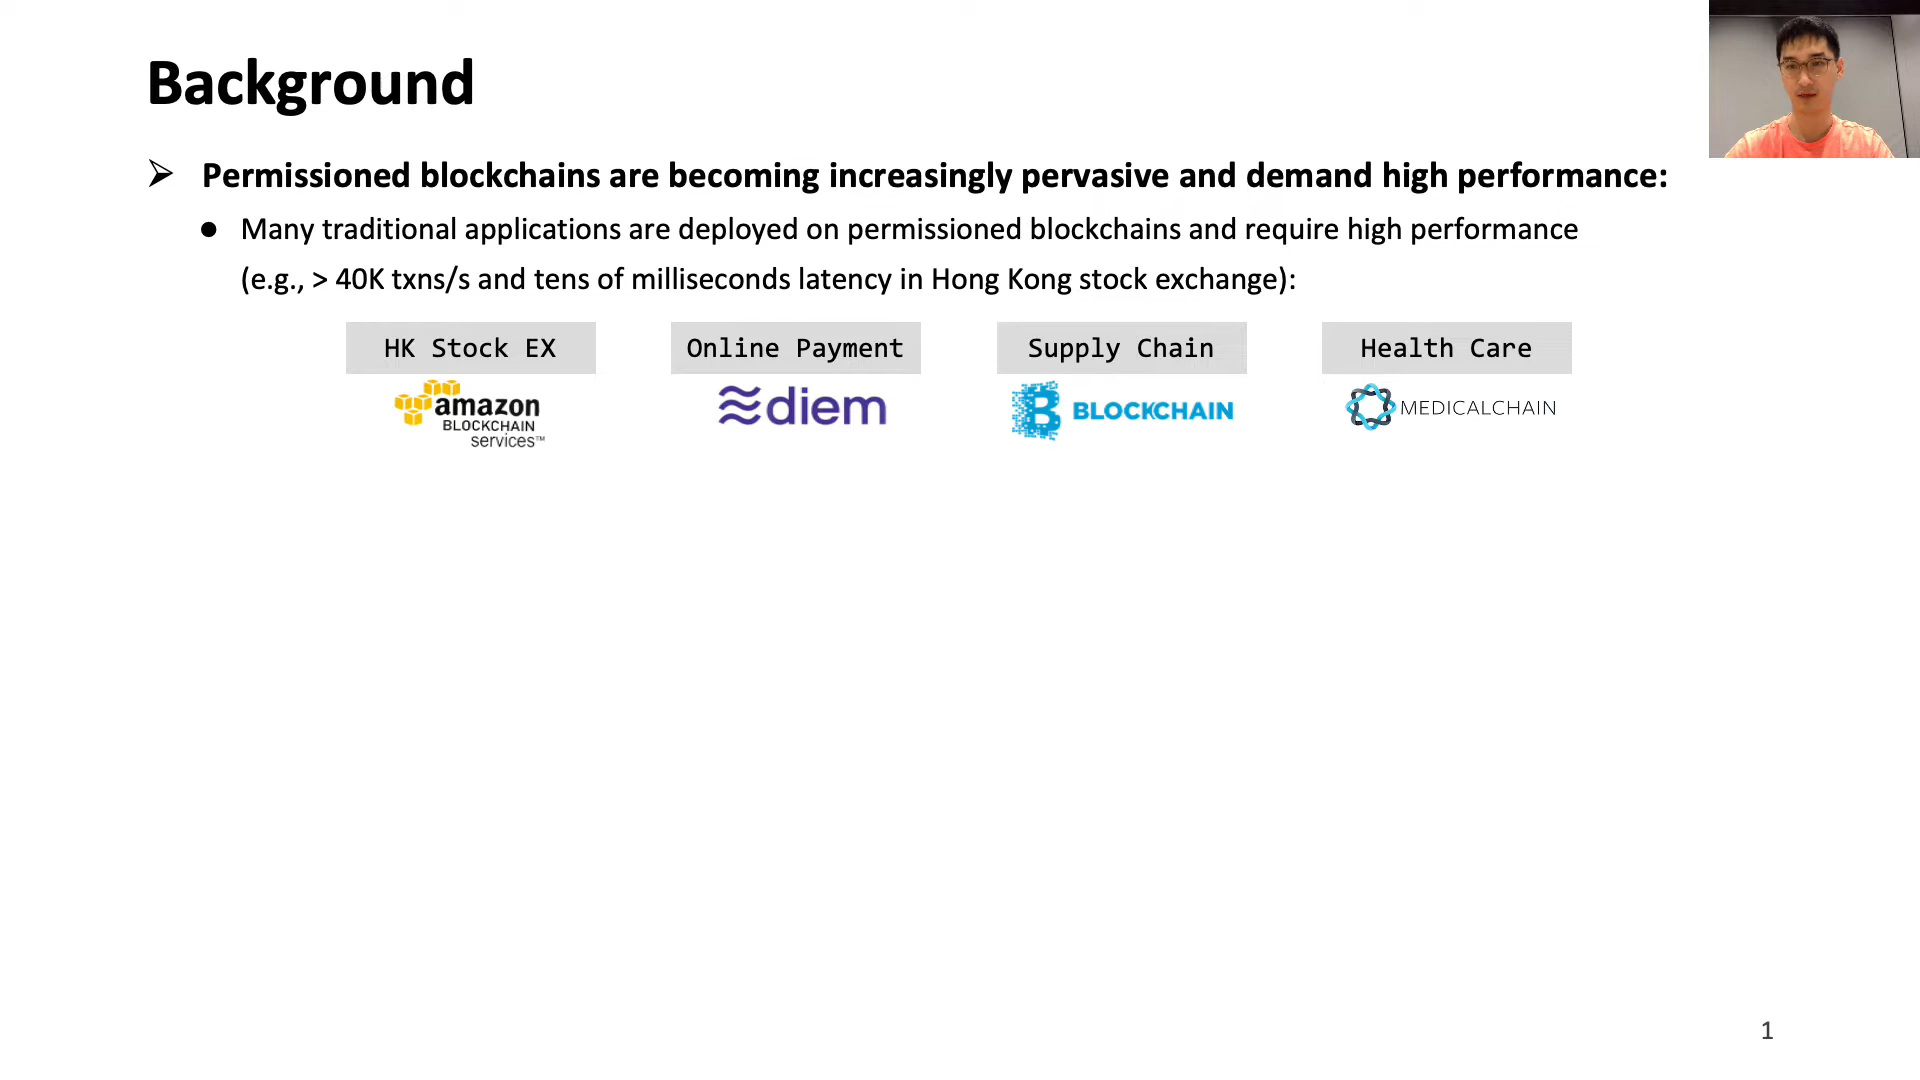 Background
➢ Permissioned blockchains are becoming increasingly pervasive and demand high performance:
● Many traditional applications are deployed on permissioned blockchains and require high performance
(e.g., > 40K txns/s and tens of milliseconds latency in Hong Kong stock exchange):
HK Stock EX
Online Payment
Supply Chain
Health Care
amazon
BLOCKCHAIN
services™
diem
BLOCKCHAIN
MEDICALCHAIN
1